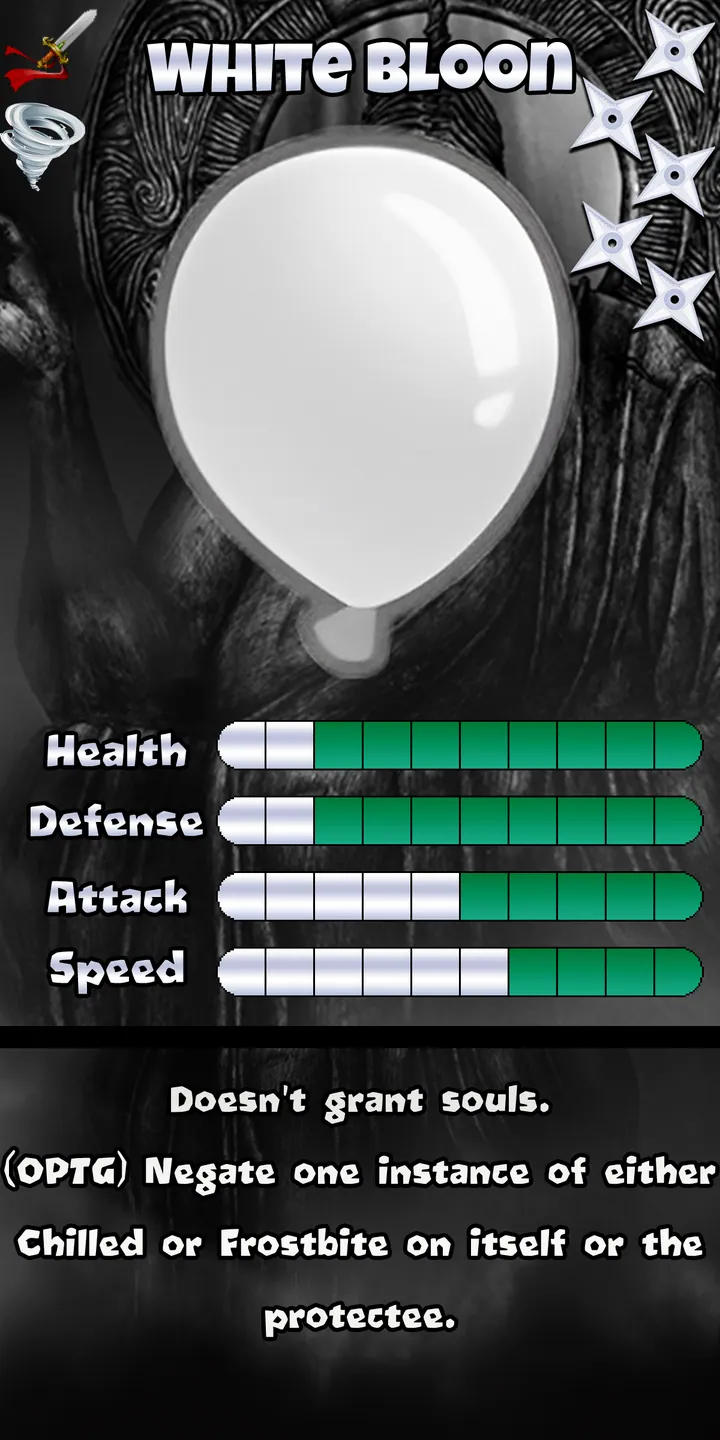 White Bloon
Health
Defense
Attack
Speed
Doesn't grant souls.
(OPTG) Negate one instance of either
Chilled or Frostbite on itself or the
protectee.